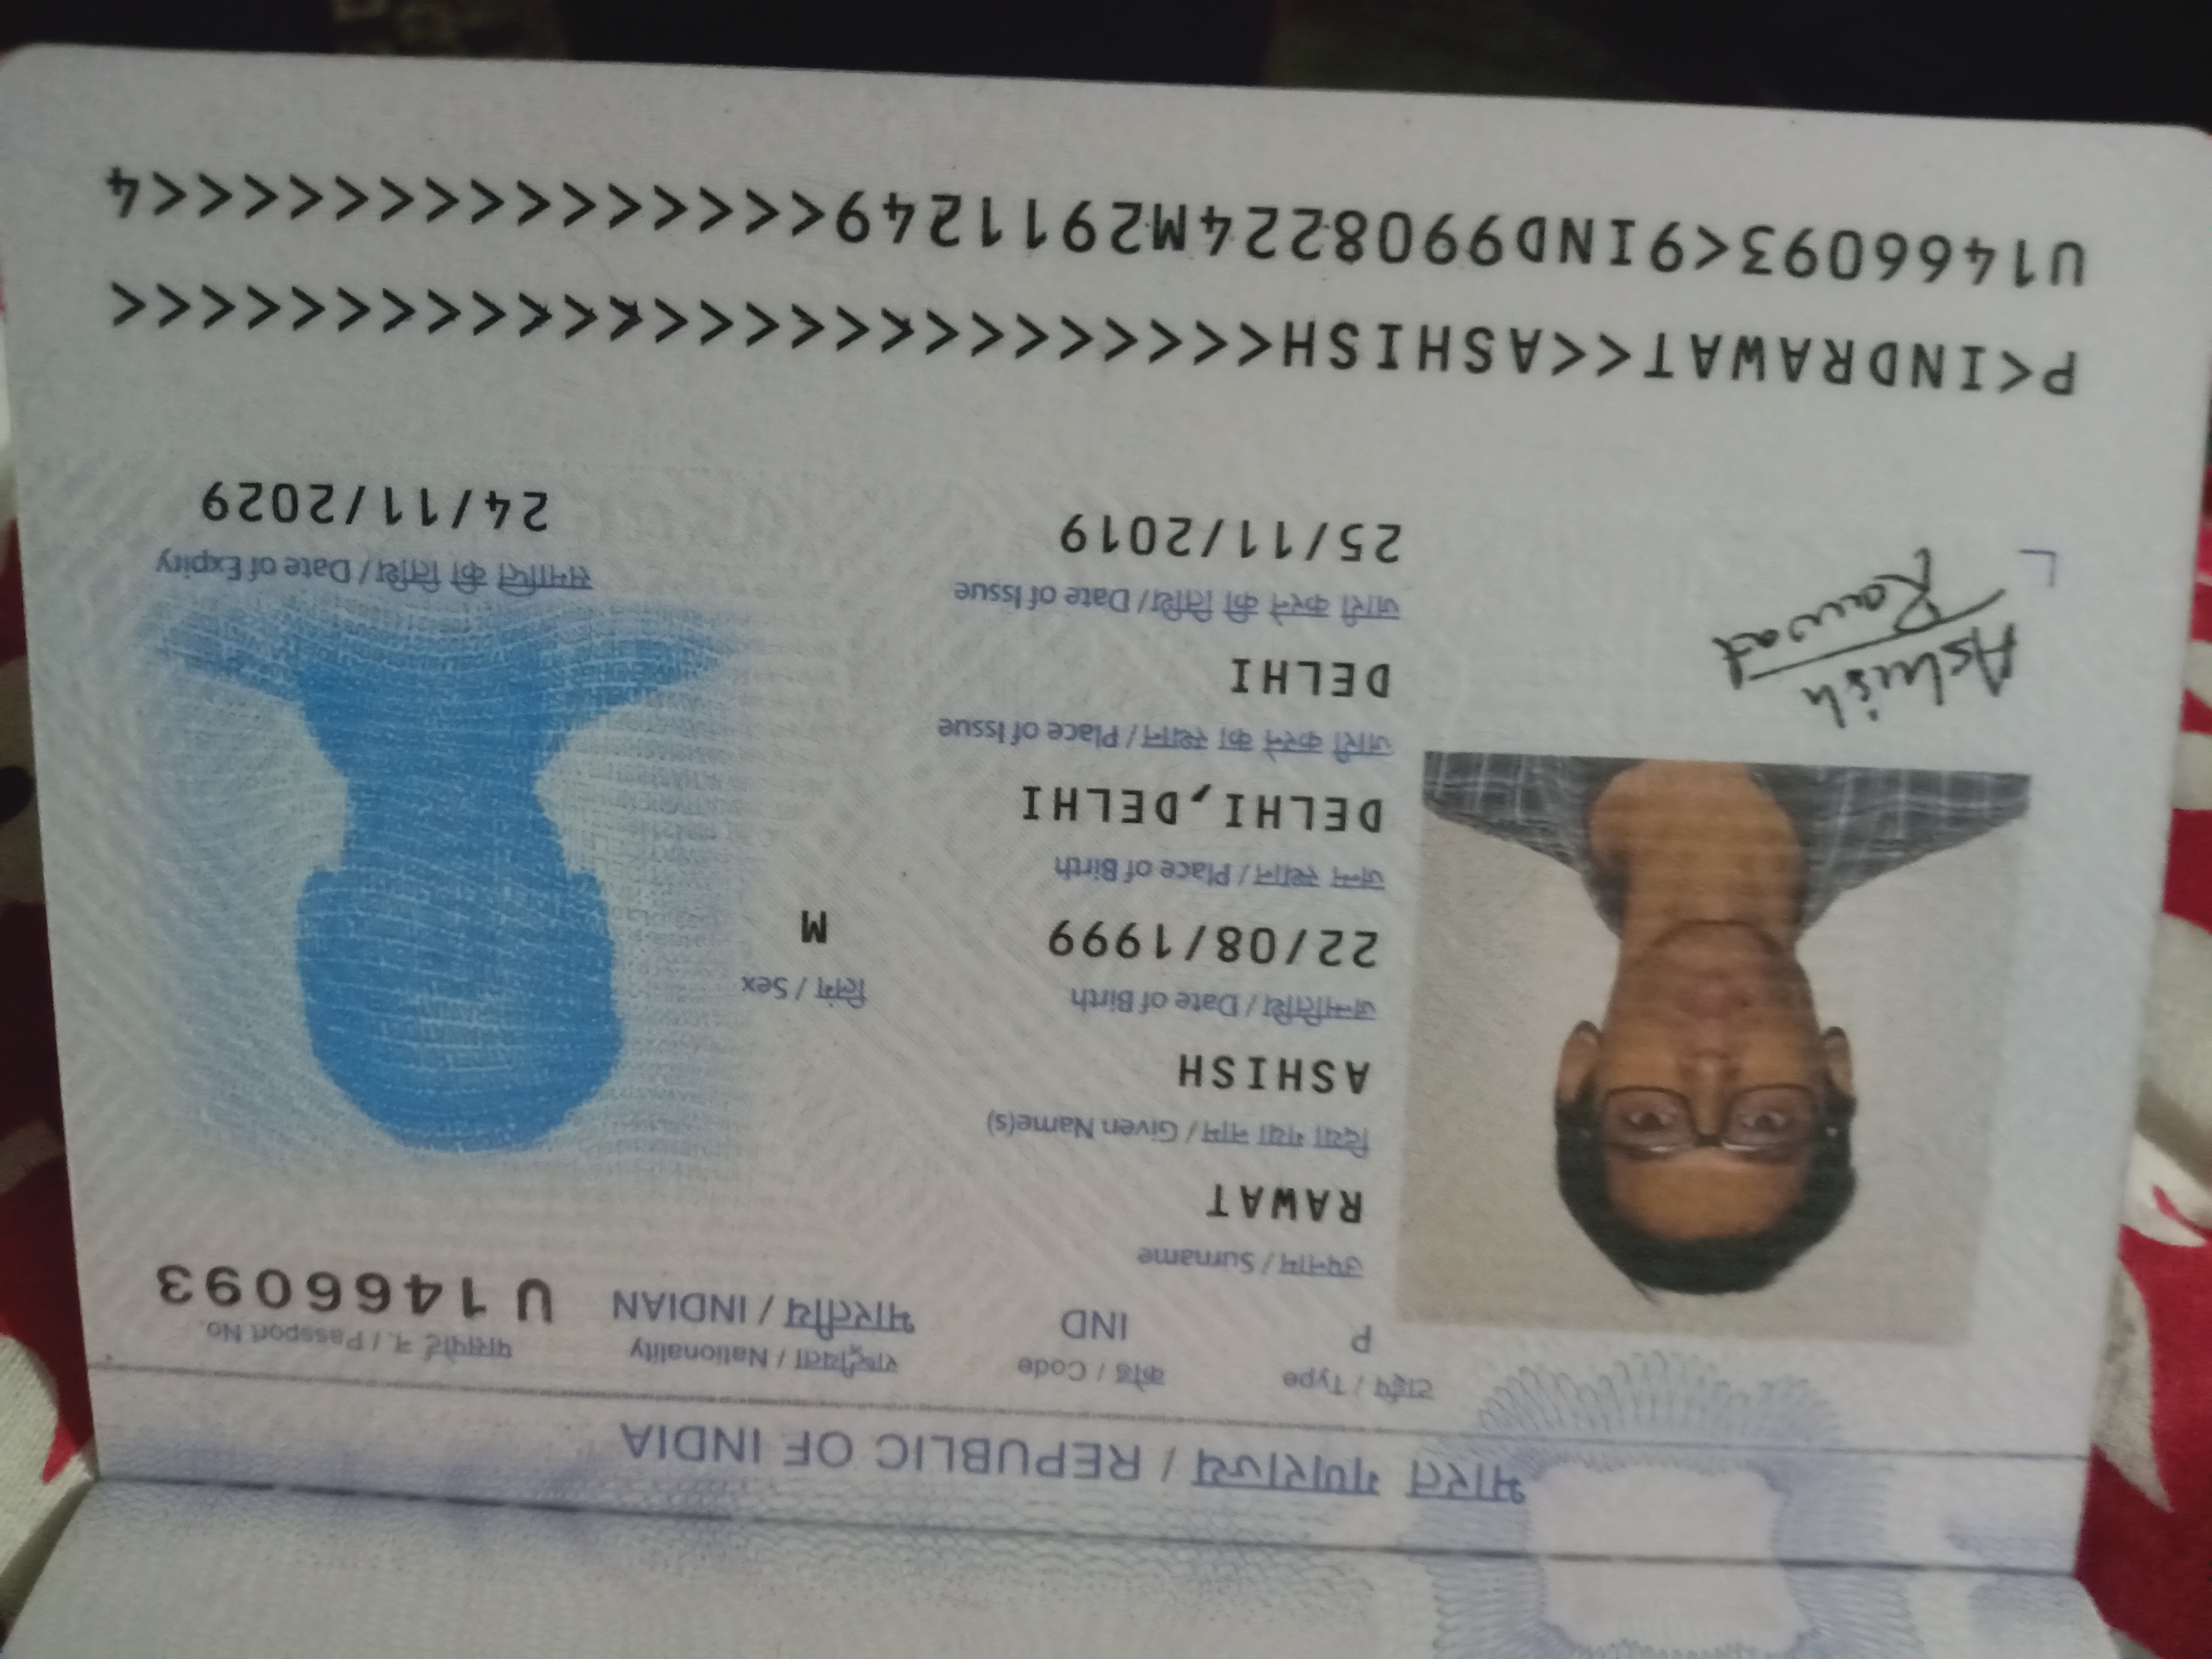 भारत गणराज्य / REPUBLIC OF INDIA
टाईप / Type
कोड / Code
राष्ट्रीयता / Nationality
पासपोर्ट न. / Passport No.
P
IND
भारतीय / INDIAN
U 1466093
उपनाम / Surname
RAWAT
दिया गया नाम / Given Name(s)
ASHISH
जन्मतिथि / Date of Birth
लिंग / Sex
22/08/1999
M
जन्म स्थान / Place of Birth
DELHI,DELHI
जारी करने का स्थान / Place of Issue
DELHI
जारी करने की तिथि / Date of Issue
समाप्ति की तिथि / Date of Expiry
25/11/2019
24/11/2029
Ashish
Rawat
P<INDRAWAT<<ASHISH<<<<<<<<<<<<<<<<<<<<<<<<<<
U1466093<9IND9908224M2911249<<<<<<<<<<<<<<<4